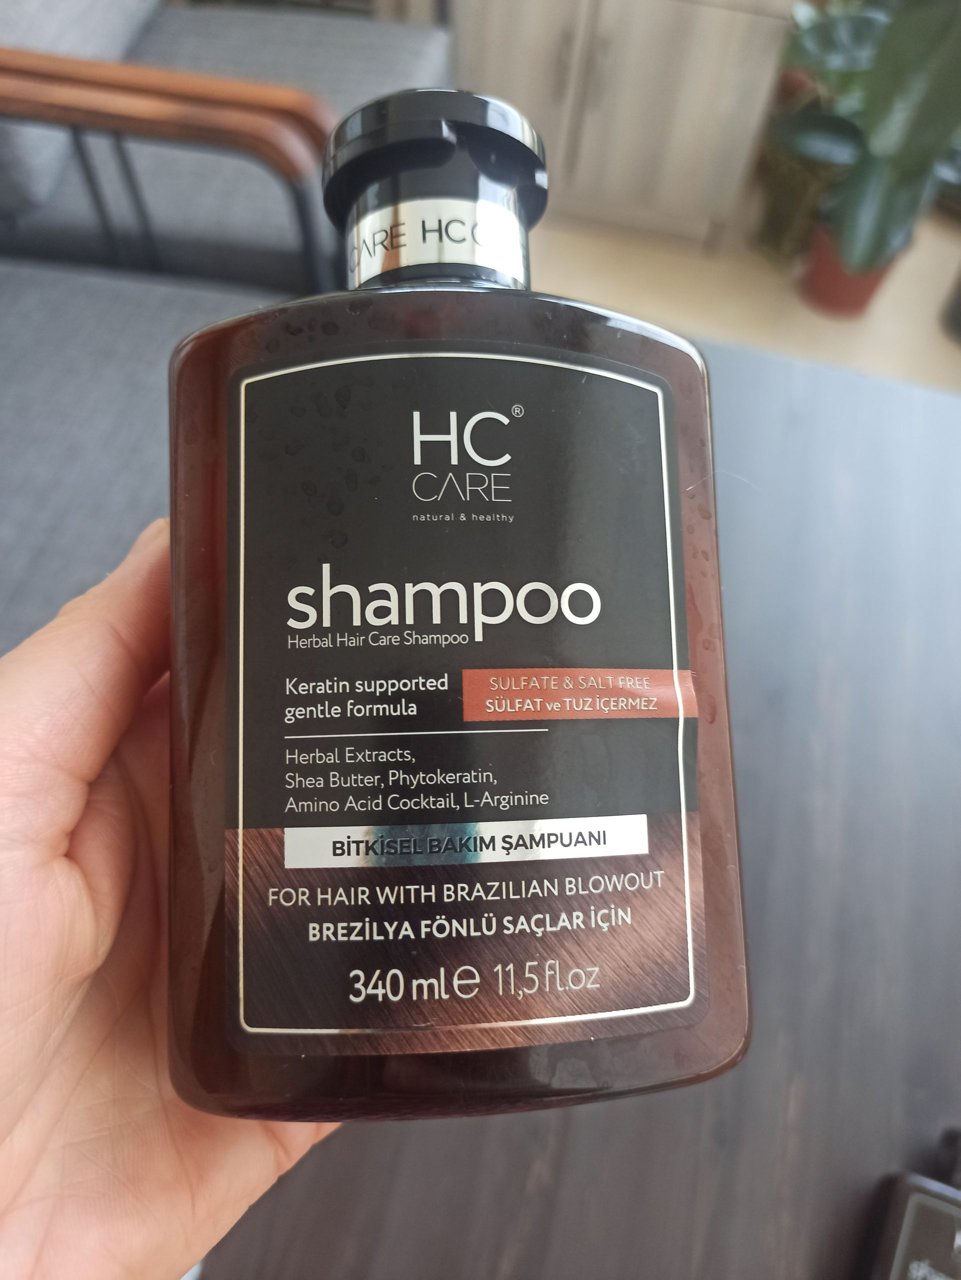 CARE HC
HC®
CARE
natural & healthy
shampoo
Herbal Hair Care Shampoo
Keratin supported
gentle formula
SULFATE & SALT FREE
SÜLFAT ve TUZ İÇERMEZ
Herbal Extracts,
Shea Butter, Phytokeratin,
Amino Acid Cocktail, L-Arginine
BİTKİSEL BAKIM ŞAMPUANI
FOR HAIR WITH BRAZILIAN BLOWOUT
BREZİLYA FÖNLÜ SAÇLAR İÇİN
340 ml e 11,5 fl.oz